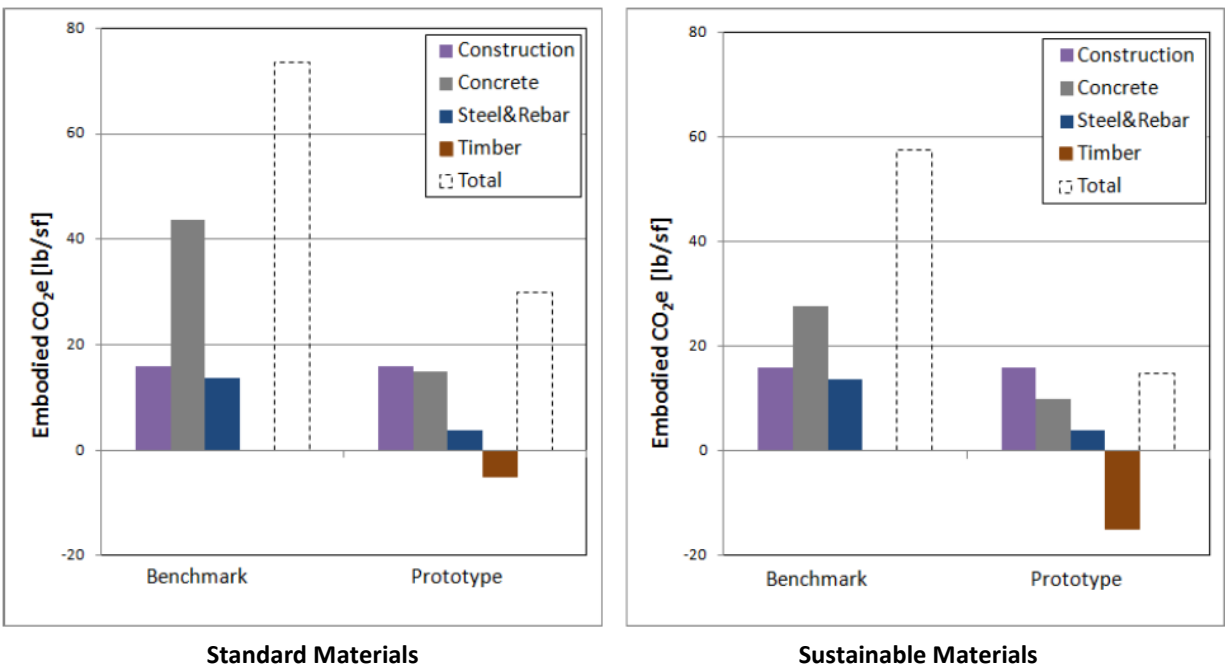 80
60
40
20
0
-20
Embodied CO₂e [lb/sf]
Construction
Concrete
Steel&Rebar
Timber
Total
Benchmark
Prototype
Standard Materials
80
60
40
20
0
-20
Embodied CO₂e [lb/sf]
Construction
Concrete
Steel&Rebar
Timber
Total
Benchmark
Prototype
Sustainable Materials